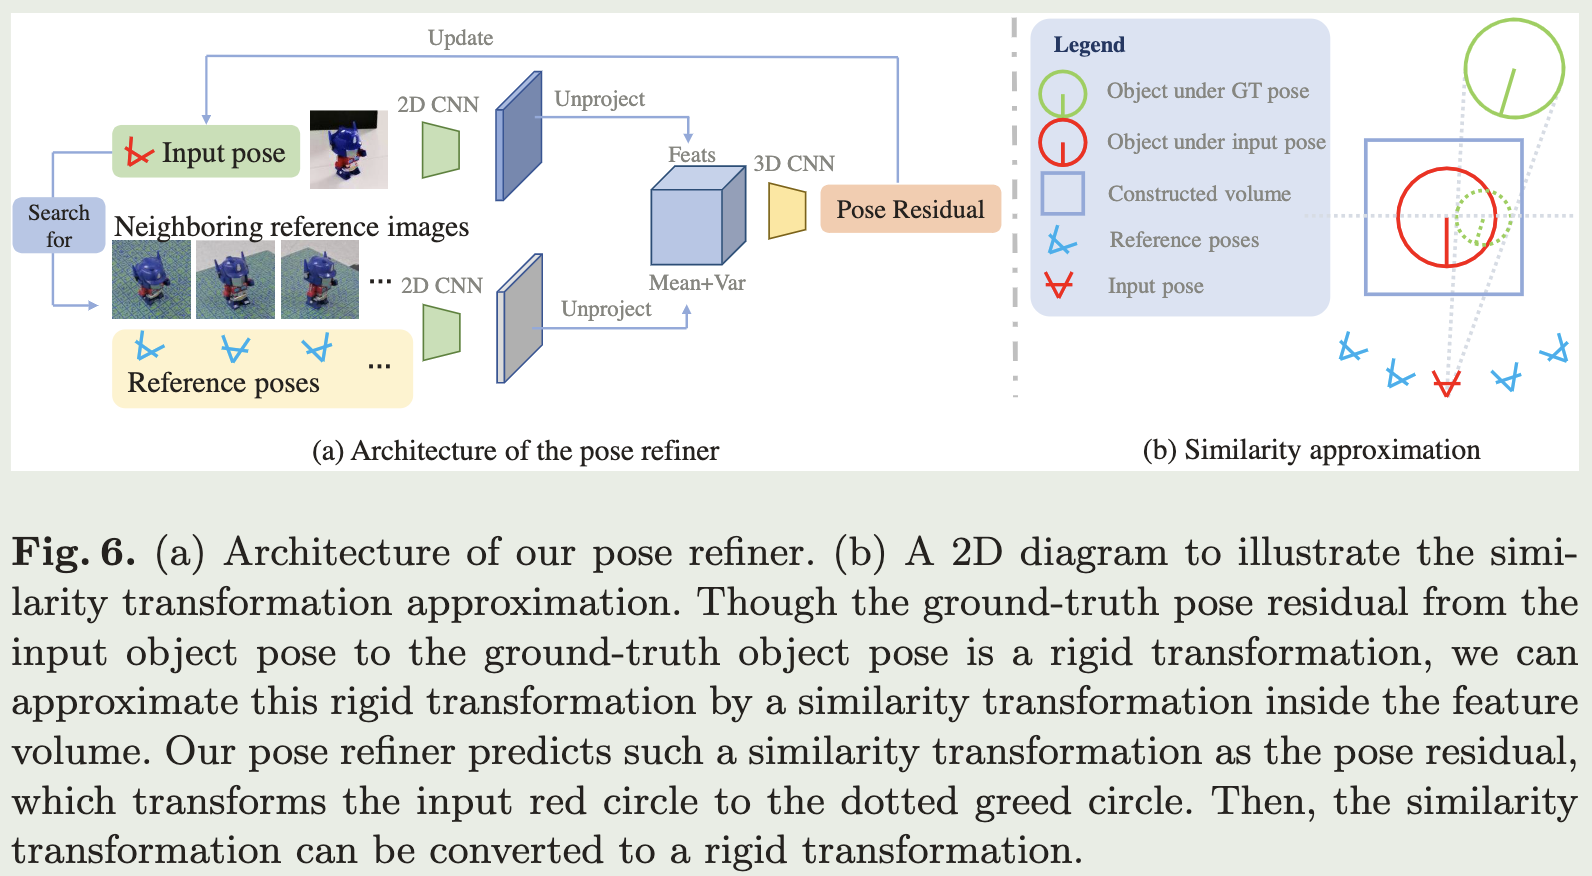 Update
2D CNN
Unproject
Input pose
Feats
3D CNN
Pose Residual
Search
for
Neighboring reference images
...
2D CNN
Mean+Var
Unproject
Reference poses
...
(a) Architecture of the pose refiner
Legend
Object under GT pose
Object under input pose
Constructed volume
Reference poses
Input pose
(b) Similarity approximation
Fig. 6. (a) Architecture of our pose refiner. (b) A 2D diagram to illustrate the simi-
larity transformation approximation. Though the ground-truth pose residual from the
input object pose to the ground-truth object pose is a rigid transformation, we can
approximate this rigid transformation by a similarity transformation inside the feature
volume. Our pose refiner predicts such a similarity transformation as the pose residual,
which transforms the input red circle to the dotted greed circle. Then, the similarity
transformation can be converted to a rigid transformation.